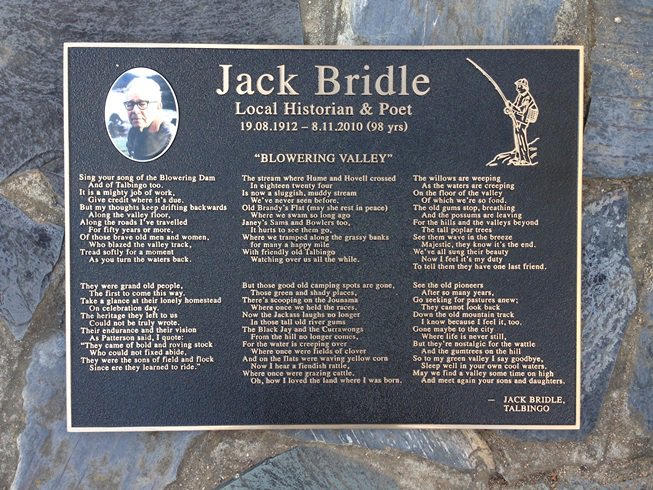 Jack Bridle
Local Historian & Poet
19.08.1912 – 8.11.2010 (98 yrs)
"BLOWERING VALLEY"
Sing your song of the Blowering Dam
And of Talbingo too.
It is a mighty job of work,
Give credit where it's due.
But my thoughts keep drifting backwards
Along the valley floor.
Along the roads I've travelled
For fifty years or more,
Of those brave old men and women,
Who blazed the valley track,
Tread softly for a moment
As you turn the waters back.
They were grand old people,
The first to come this way.
Take a glance at their lonely homestead
On celebration day.
The heritage they left to us
Could not be truly wrote.
Their endurance and their vision
As Patterson said, I quote:
"They came of bold and roving stock
Who could not fixed abide,
They were the sons of field and flock
Since ere they learned to ride."
The stream where Hume and Hovell crossed
In eighteen twenty four
Is now a sluggish, muddy stream
We've never seen before.
Old Brandy's Flat (may she rest in peace)
Where we swam so long ago
Janey's Sams and Bowlers too,
It hurts to see them go,
Where we tramped along the grassy banks
for many a happy mile
With friendly old Talbingo
Watching over us all the while.
But those good old camping spots are gone,
Those green and shady places,
There's scooping on the Jounama
Where once we held the races,
Now the Jackass laughs no longer
In those tall old river gums
The Black Jay and the Currawongs
From the hill no longer comes,
For the water is creeping over
Where once were fields of clover
And on the flats were waving yellow corn
Now I hear a fiendish rattle,
Where once were grazing cattle,
Oh, how I loved the land where I was born.
The willows are weeping
As the waters are creeping
On the floor of the valley
Of which we're so fond.
The old gums stop, breathing
And the possums are leaving
For the hills and the valleys beyond
The tall poplar trees
See them wave in the breeze
Majestic, they know it's the end.
We've all sung their beauty
Now I feel it's my duty
To tell them they have one last friend.
See the old pioneers
After so many years,
Go seeking for pastures anew;
They cannot look back
Down the old mountain track
I know because I feel it, too.
Gone maybe to the city
Where life is never still,
But they're nostalgic for the wattle
And the gumtrees on the hill
So to my green valley I say goodbye,
Sleep well in your own cool waters,
May we find a valley some time on high
And meet again your sons and daughters.
– JACK BRIDLE,
TALBINGO